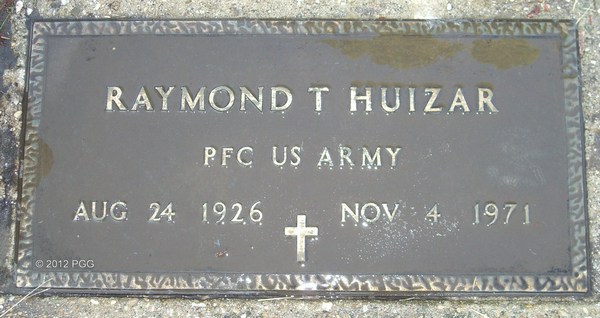 RAYMOND T HUIZAR
PFC US ARMY
AUG 24 1926 NOV 4 1971
© 2012 PGG